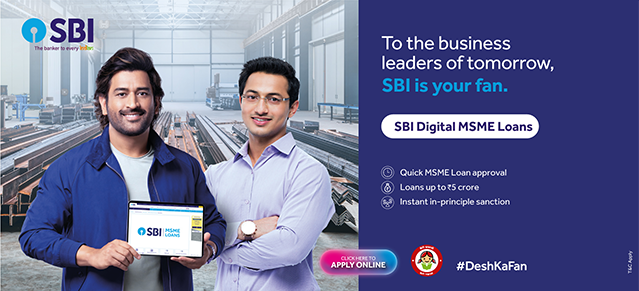 SBI
The banker to every Indian
To the business
leaders of tomorrow,
SBI is your fan.
SBI Digital MSME Loans
Quick MSME Loan approval
Loans up to ₹5 crore
Instant in-principle sanction
SBI MSME
LOANS
CLICK HERE TO
APPLY ONLINE
#DeshKaFan
T&C Apply